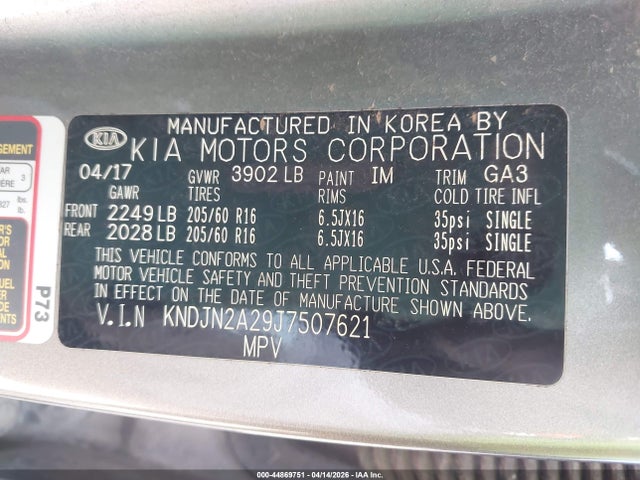 MANUFACTURED IN KOREA BY
KIA KIA MOTORS CORPORATION
04/17 GVWR 3902 LB PAINT IM TRIM GA3
GAWR TIRES RIMS COLD TIRE INFL
FRONT 2249 LB 205/60 R16 6.5JX16 35psi SINGLE
REAR 2028 LB 205/60 R16 6.5JX16 35psi SINGLE
THIS VEHICLE CONFORMS TO ALL APPLICABLE U.S.A. FEDERAL
MOTOR VEHICLE SAFETY AND THEFT PREVENTION STANDARDS
IN EFFECT ON THE DATE OF MANUFACTURE SHOWN ABOVE.
V.I.N KNDJN2A29J7507621
MPV
P73
000-44869751 - 04/14/2026 - IAA Inc.